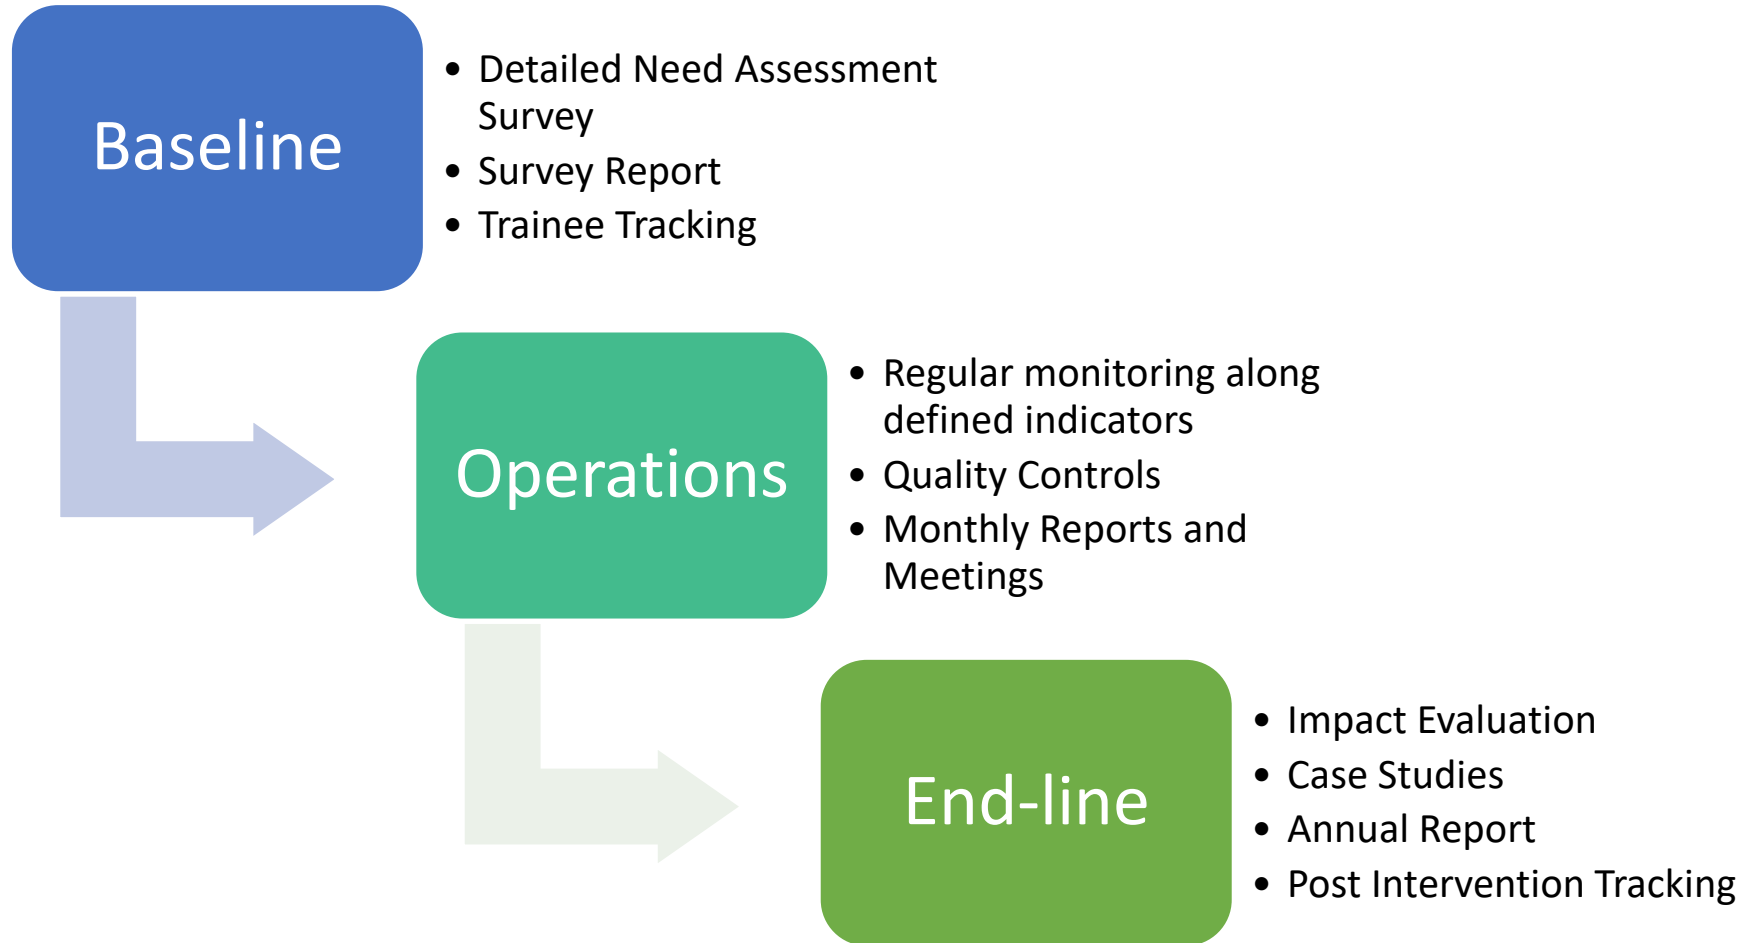 Baseline
• Detailed Need Assessment
Survey
• Survey Report
• Trainee Tracking
Operations
• Regular monitoring along
defined indicators
• Quality Controls
• Monthly Reports and
Meetings
End-line
• Impact Evaluation
• Case Studies
• Annual Report
• Post Intervention Tracking